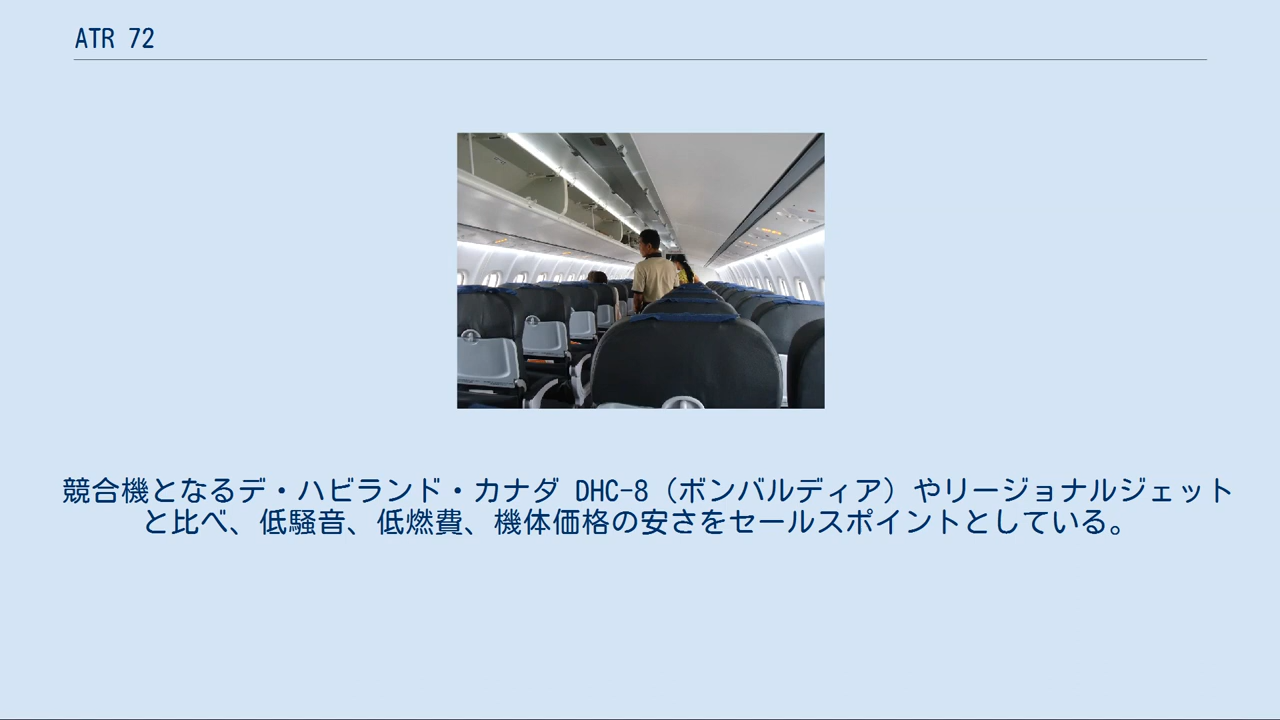 ATR 72
競合機となるデ・ハビランド・カナダ DHC-8（ボンバルディア）やリージョナルジェット
と比べ、低騒音、低燃費、機体価格の安さをセールスポイントとしている。